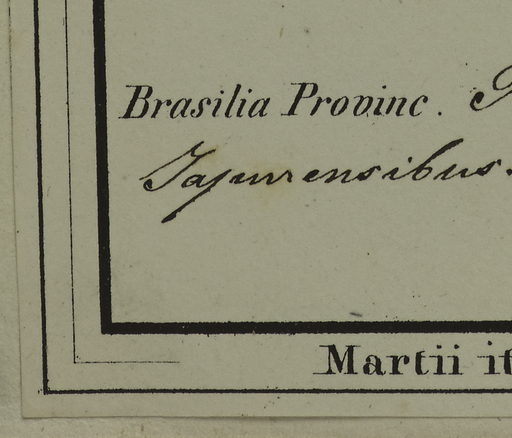 Brasilia Provinc.
Japurensibus.
Martii it